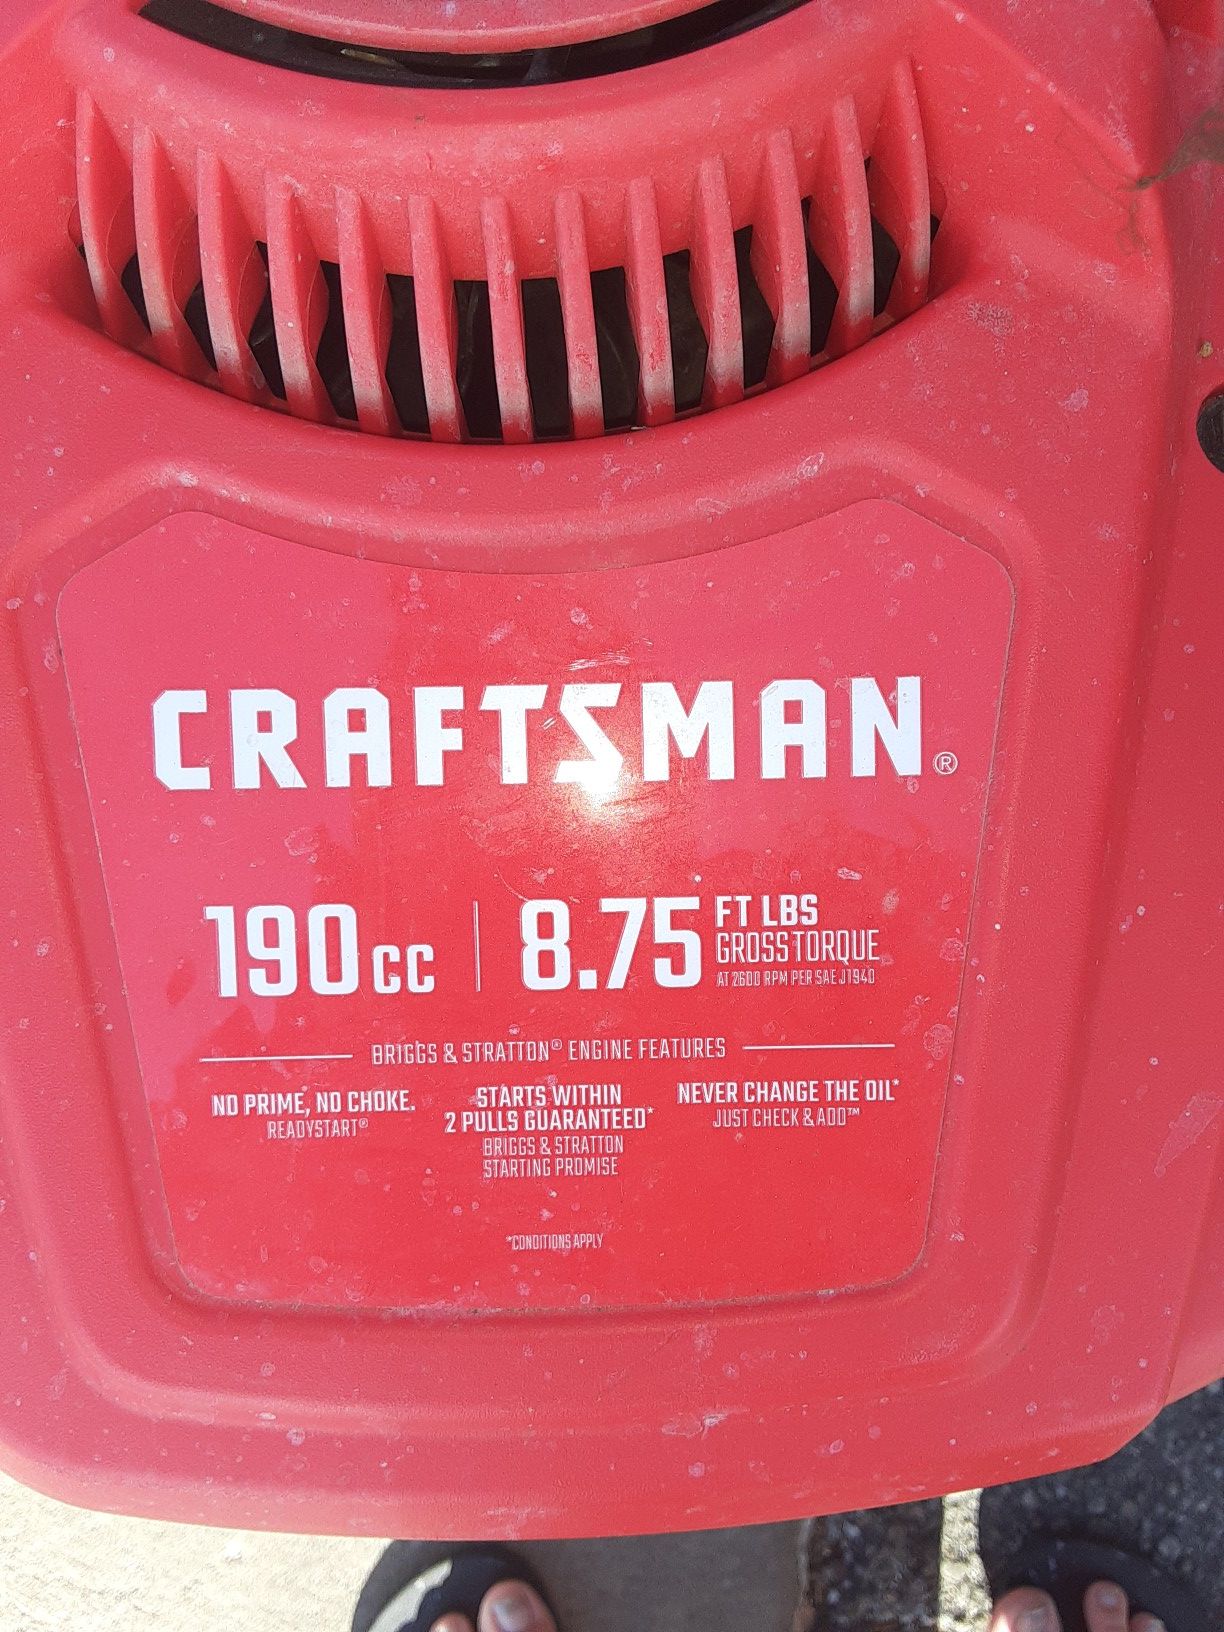 CRAFTSMAN®
190cc | 8.75 FT LBS
GROSS TORQUE
AT 2600 RPM PER SAE J1940
BRIGGS & STRATTON® ENGINE FEATURES
NO PRIME, NO CHOKE.
READYSTART®
STARTS WITHIN
2 PULLS GUARANTEED*
BRIGGS & STRATTON
STARTING PROMISE
NEVER CHANGE THE OIL*
JUST CHECK & ADD™
*CONDITIONS APPLY